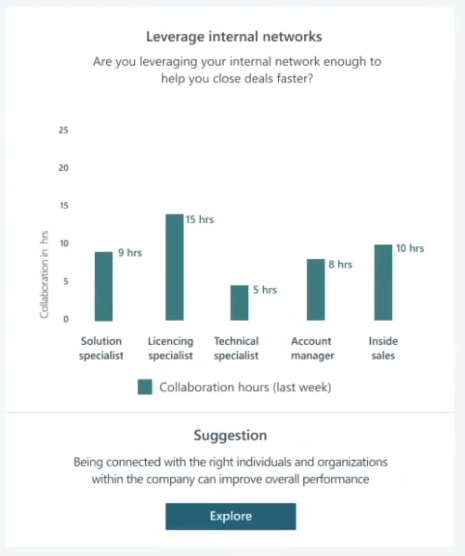 Leverage internal networks
Are you leveraging your internal network enough to
help you close deals faster?
25
20
15
10
5
0
Collaboration in hrs
9 hrs
15 hrs
5 hrs
8 hrs
10 hrs
Solution
specialist
Licencing
specialist
Technical
specialist
Account
manager
Inside
sales
Collaboration hours (last week)
Suggestion
Being connected with the right individuals and organizations
within the company can improve overall performance
Explore